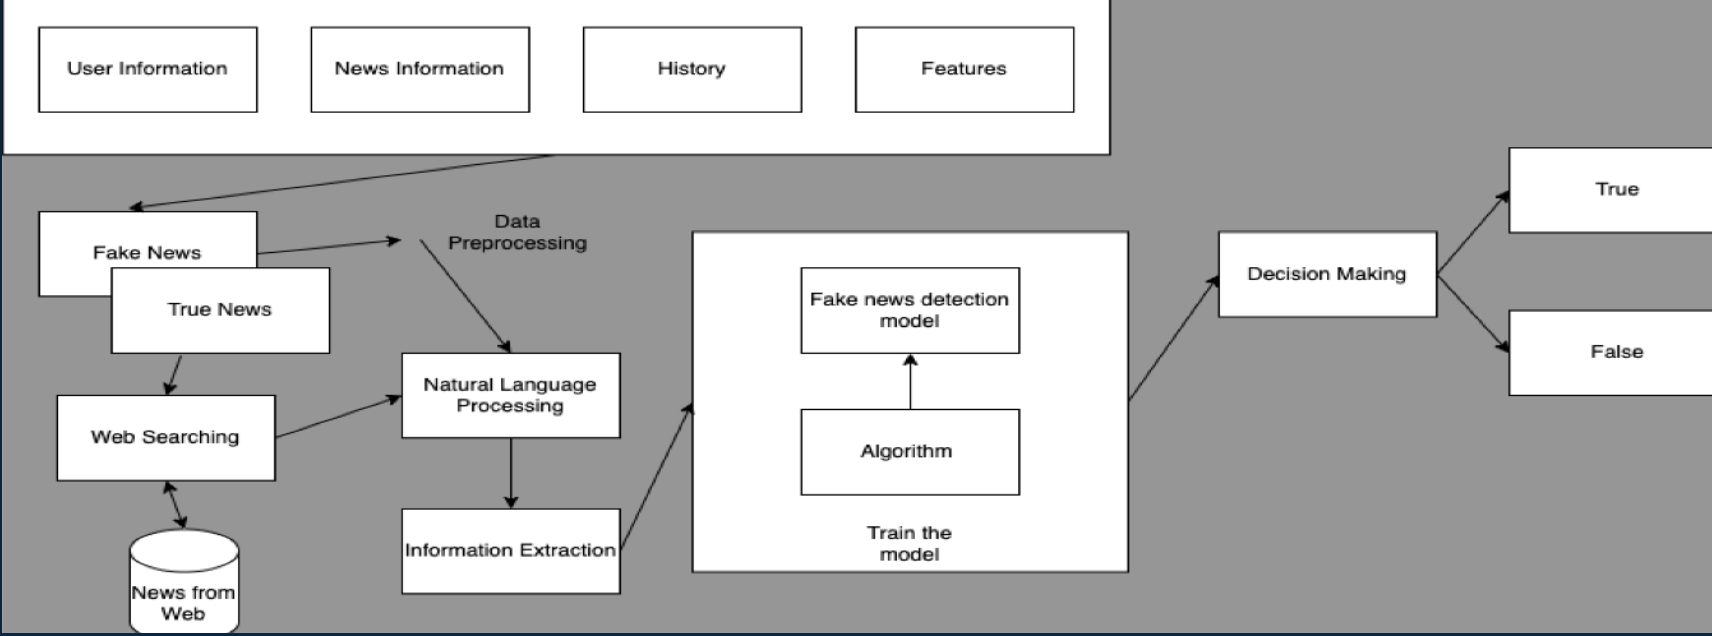 User Information
News Information
History
Features
Fake News
True News
Data
Preprocessing
Web Searching
Natural Language
Processing
News from
Web
Information Extraction
Fake news detection
model
Algorithm
Train the
model
Decision Making
True
False